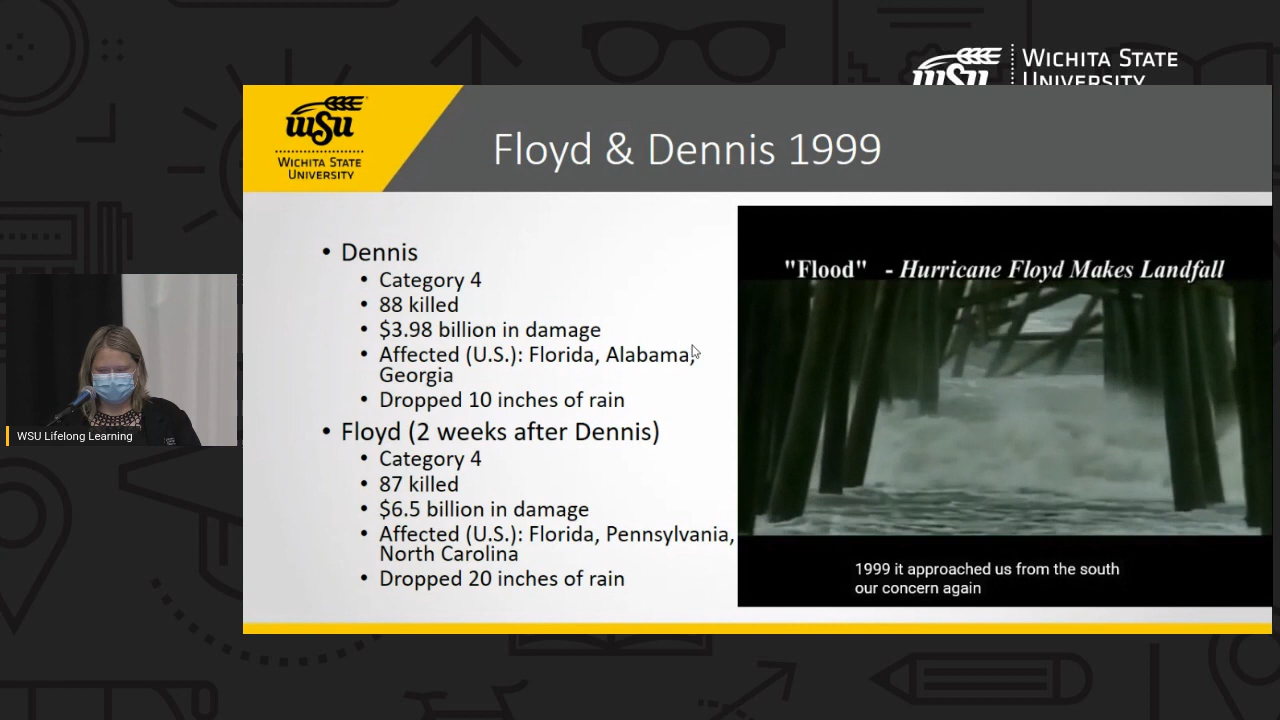 WSU | WICHITA STATE
UNIVERSITY
WSU
WICHITA STATE
UNIVERSITY
Floyd & Dennis 1999
• Dennis
• Category 4
• 88 killed
• $3.98 billion in damage
• Affected (U.S.): Florida, Alabama,
Georgia
• Dropped 10 inches of rain
• Floyd (2 weeks after Dennis)
• Category 4
• 87 killed
• $6.5 billion in damage
• Affected (U.S.): Florida, Pennsylvania,
North Carolina
• Dropped 20 inches of rain
"Flood" - Hurricane Floyd Makes Landfall
1999 it approached us from the south
our concern again
WSU Lifelong Learning